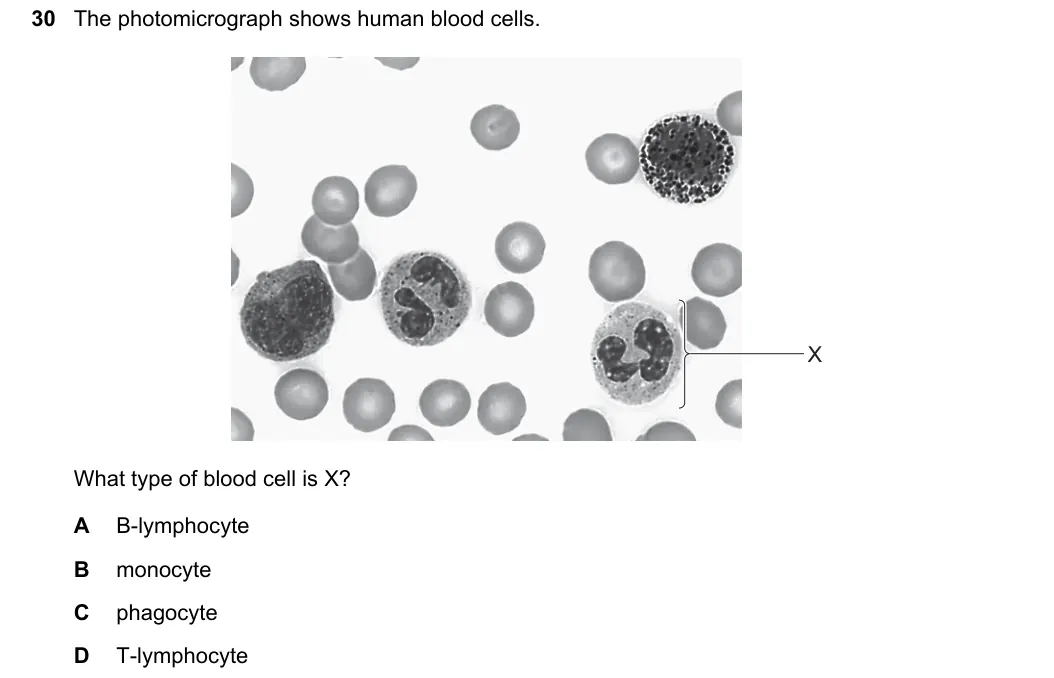 30 The photomicrograph shows human blood cells.
X
What type of blood cell is X?
A B-lymphocyte
B monocyte
C phagocyte
D T-lymphocyte